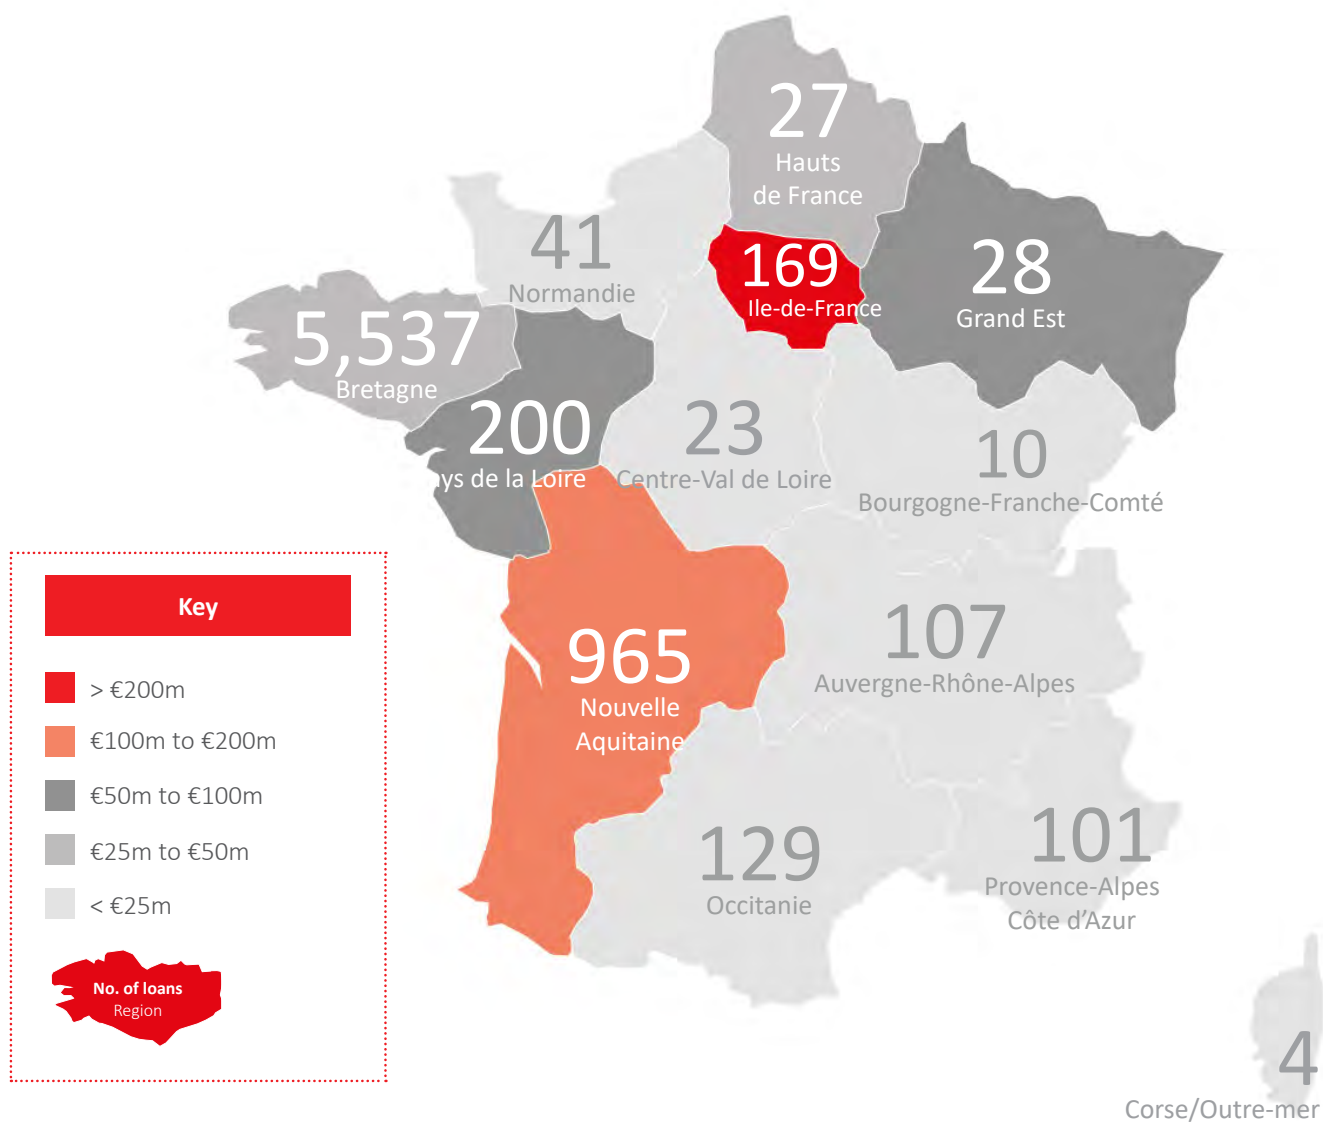 27
Hauts
de France
41
Normandie
169
Ile-de-France
28
Grand Est
5,537
Bretagne
200
ays de la Loire
23
Centre-Val de Loire
10
Bourgogne-Franche-Comté
965
Nouvelle
Aquitaine
107
Auvergne-Rhône-Alpes
129
Occitanie
101
Provence-Alpes
Côte d’Azur
4
Corse/Outre-mer
Key
> €200m
€100m to €200m
€50m to €100m
€25m to €50m
< €25m
No. of loans
Region